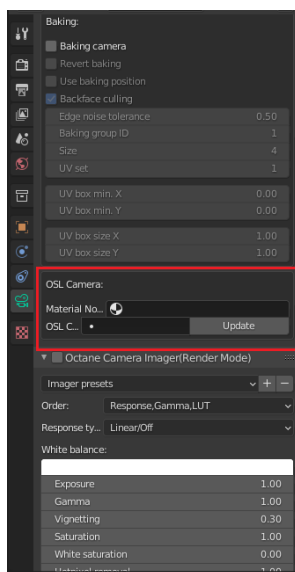 Baking:
Baking camera
Revert baking
Use baking position
Backface culling
Edge noise tolerance 0.50
Baking group ID 1
Size 4
UV set 1
UV box min. X 0.00
UV box min. Y 0.00
UV box size X 1.00
UV box size Y 1.00
OSL Camera:
Material No...
OSL C... Update
Octane Camera Imager(Render Mode)
Imager presets
Order: Response,Gamma,LUT
Response ty... Linear/Off
White balance:
Exposure 1.00
Gamma 1.00
Vignetting 0.30
Saturation 1.00
White saturation 0.00
Hotpixel removal 1.00